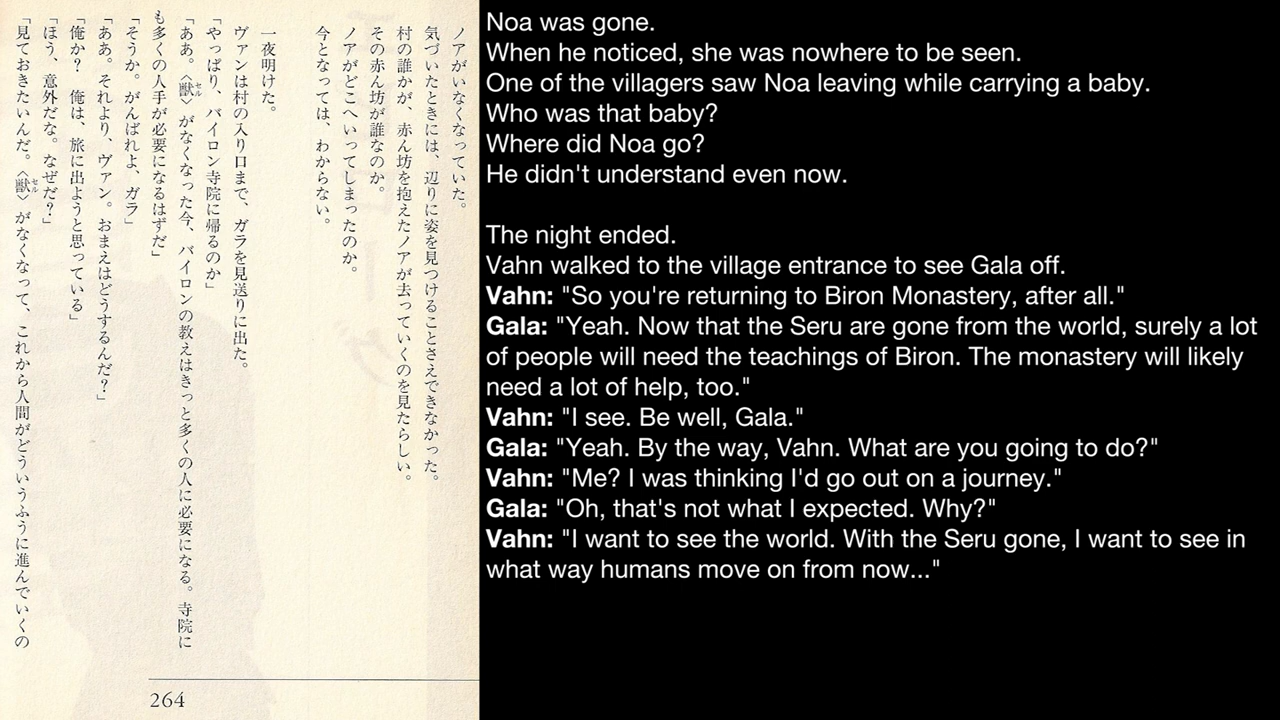 ノアがいなくなっていた。
気づいたときには、辺りに姿を見つけることさえできなかった。
村の誰かが、赤ん坊を抱えたノアが去っていくのを見たらしい。
その赤ん坊が誰なのか。
ノアがどこへいってしまったのか。
今となっては、わからない。
一夜明けた。
ヴァンは村の入り口まで、ガラを見送りに出た。
「やっぱり、バイロン寺院に帰るのか」
「ああ。〈獣〉がなくなった今、バイロンの教えはきっと多くの人に必要になる。寺院に
セル
も多くの人手が必要になるはずだ」
「そうか。がんばれよ、ガラ」
「ああ。それより、ヴァン。おまえはどうするんだ？」
「俺か？　俺は、旅に出ようと思っている」
「ほう、意外だな。なぜだ？」
「見ておきたいんだ。〈獣〉がなくなって、これから人間がどういうふうに進んでいくの
セル
264
Noa was gone.
When he noticed, she was nowhere to be seen.
One of the villagers saw Noa leaving while carrying a baby.
Who was that baby?
Where did Noa go?
He didn't understand even now.
The night ended.
Vahn walked to the village entrance to see Gala off.
Vahn: "So you're returning to Biron Monastery, after all."
Gala: "Yeah. Now that the Seru are gone from the world, surely a lot
of people will need the teachings of Biron. The monastery will likely
need a lot of help, too."
Vahn: "I see. Be well, Gala."
Gala: "Yeah. By the way, Vahn. What are you going to do?"
Vahn: "Me? I was thinking I'd go out on a journey."
Gala: "Oh, that's not what I expected. Why?"
Vahn: "I want to see the world. With the Seru gone, I want to see in
what way humans move on from now..."